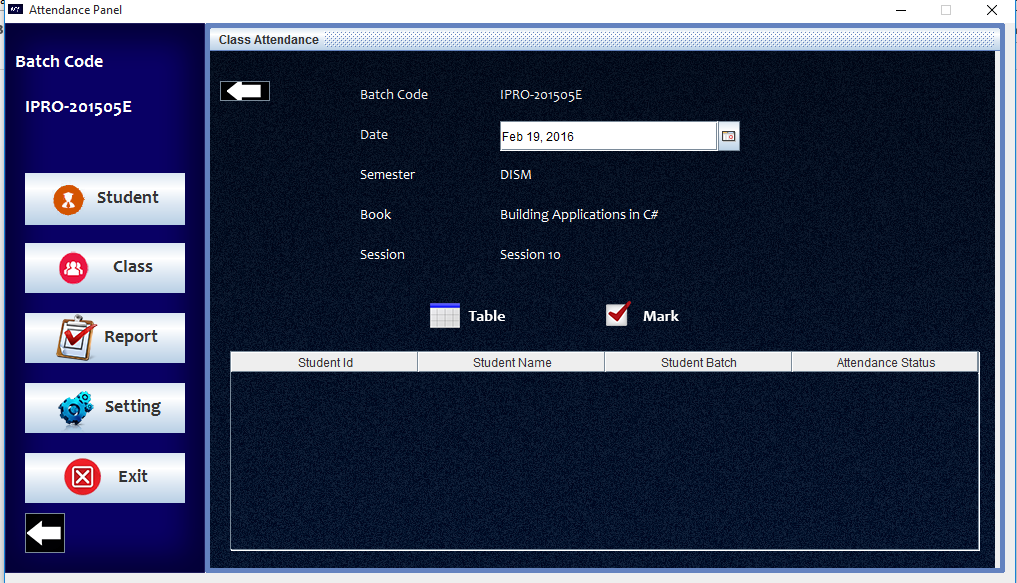 Attendance Panel
Batch Code
IPRO-201505E
Student
Class
Report
Setting
Exit
Class Attendance
Batch Code IPRO-201505E
Date Feb 19, 2016
Semester DISM
Book Building Applications in C#
Session Session 10
Table Mark
Student Id Student Name Student Batch Attendance Status